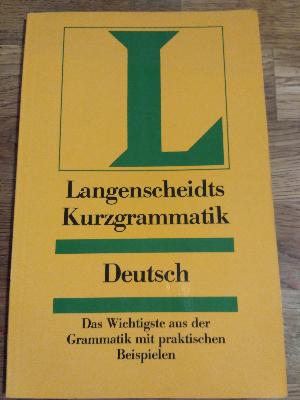 L
Langenscheidts
Kurzgrammatik
Deutsch
Das Wichtigste aus der
Grammatik mit praktischen
Beispielen